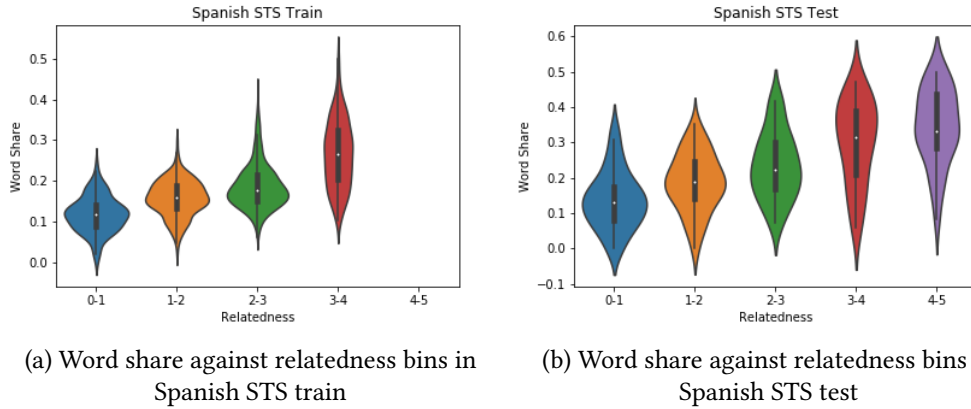 Spanish STS Train
0.5
0.4
0.3
0.2
0.1
0.0
Word Share
0-1 1-2 2-3 3-4 4-5
Relatedness
(a) Word share against relatedness bins in
Spanish STS train
Spanish STS Test
0.6
0.5
0.4
0.3
0.2
0.1
0.0
−0.1
Word Share
0-1 1-2 2-3 3-4 4-5
Relatedness
(b) Word share against relatedness bins
Spanish STS test